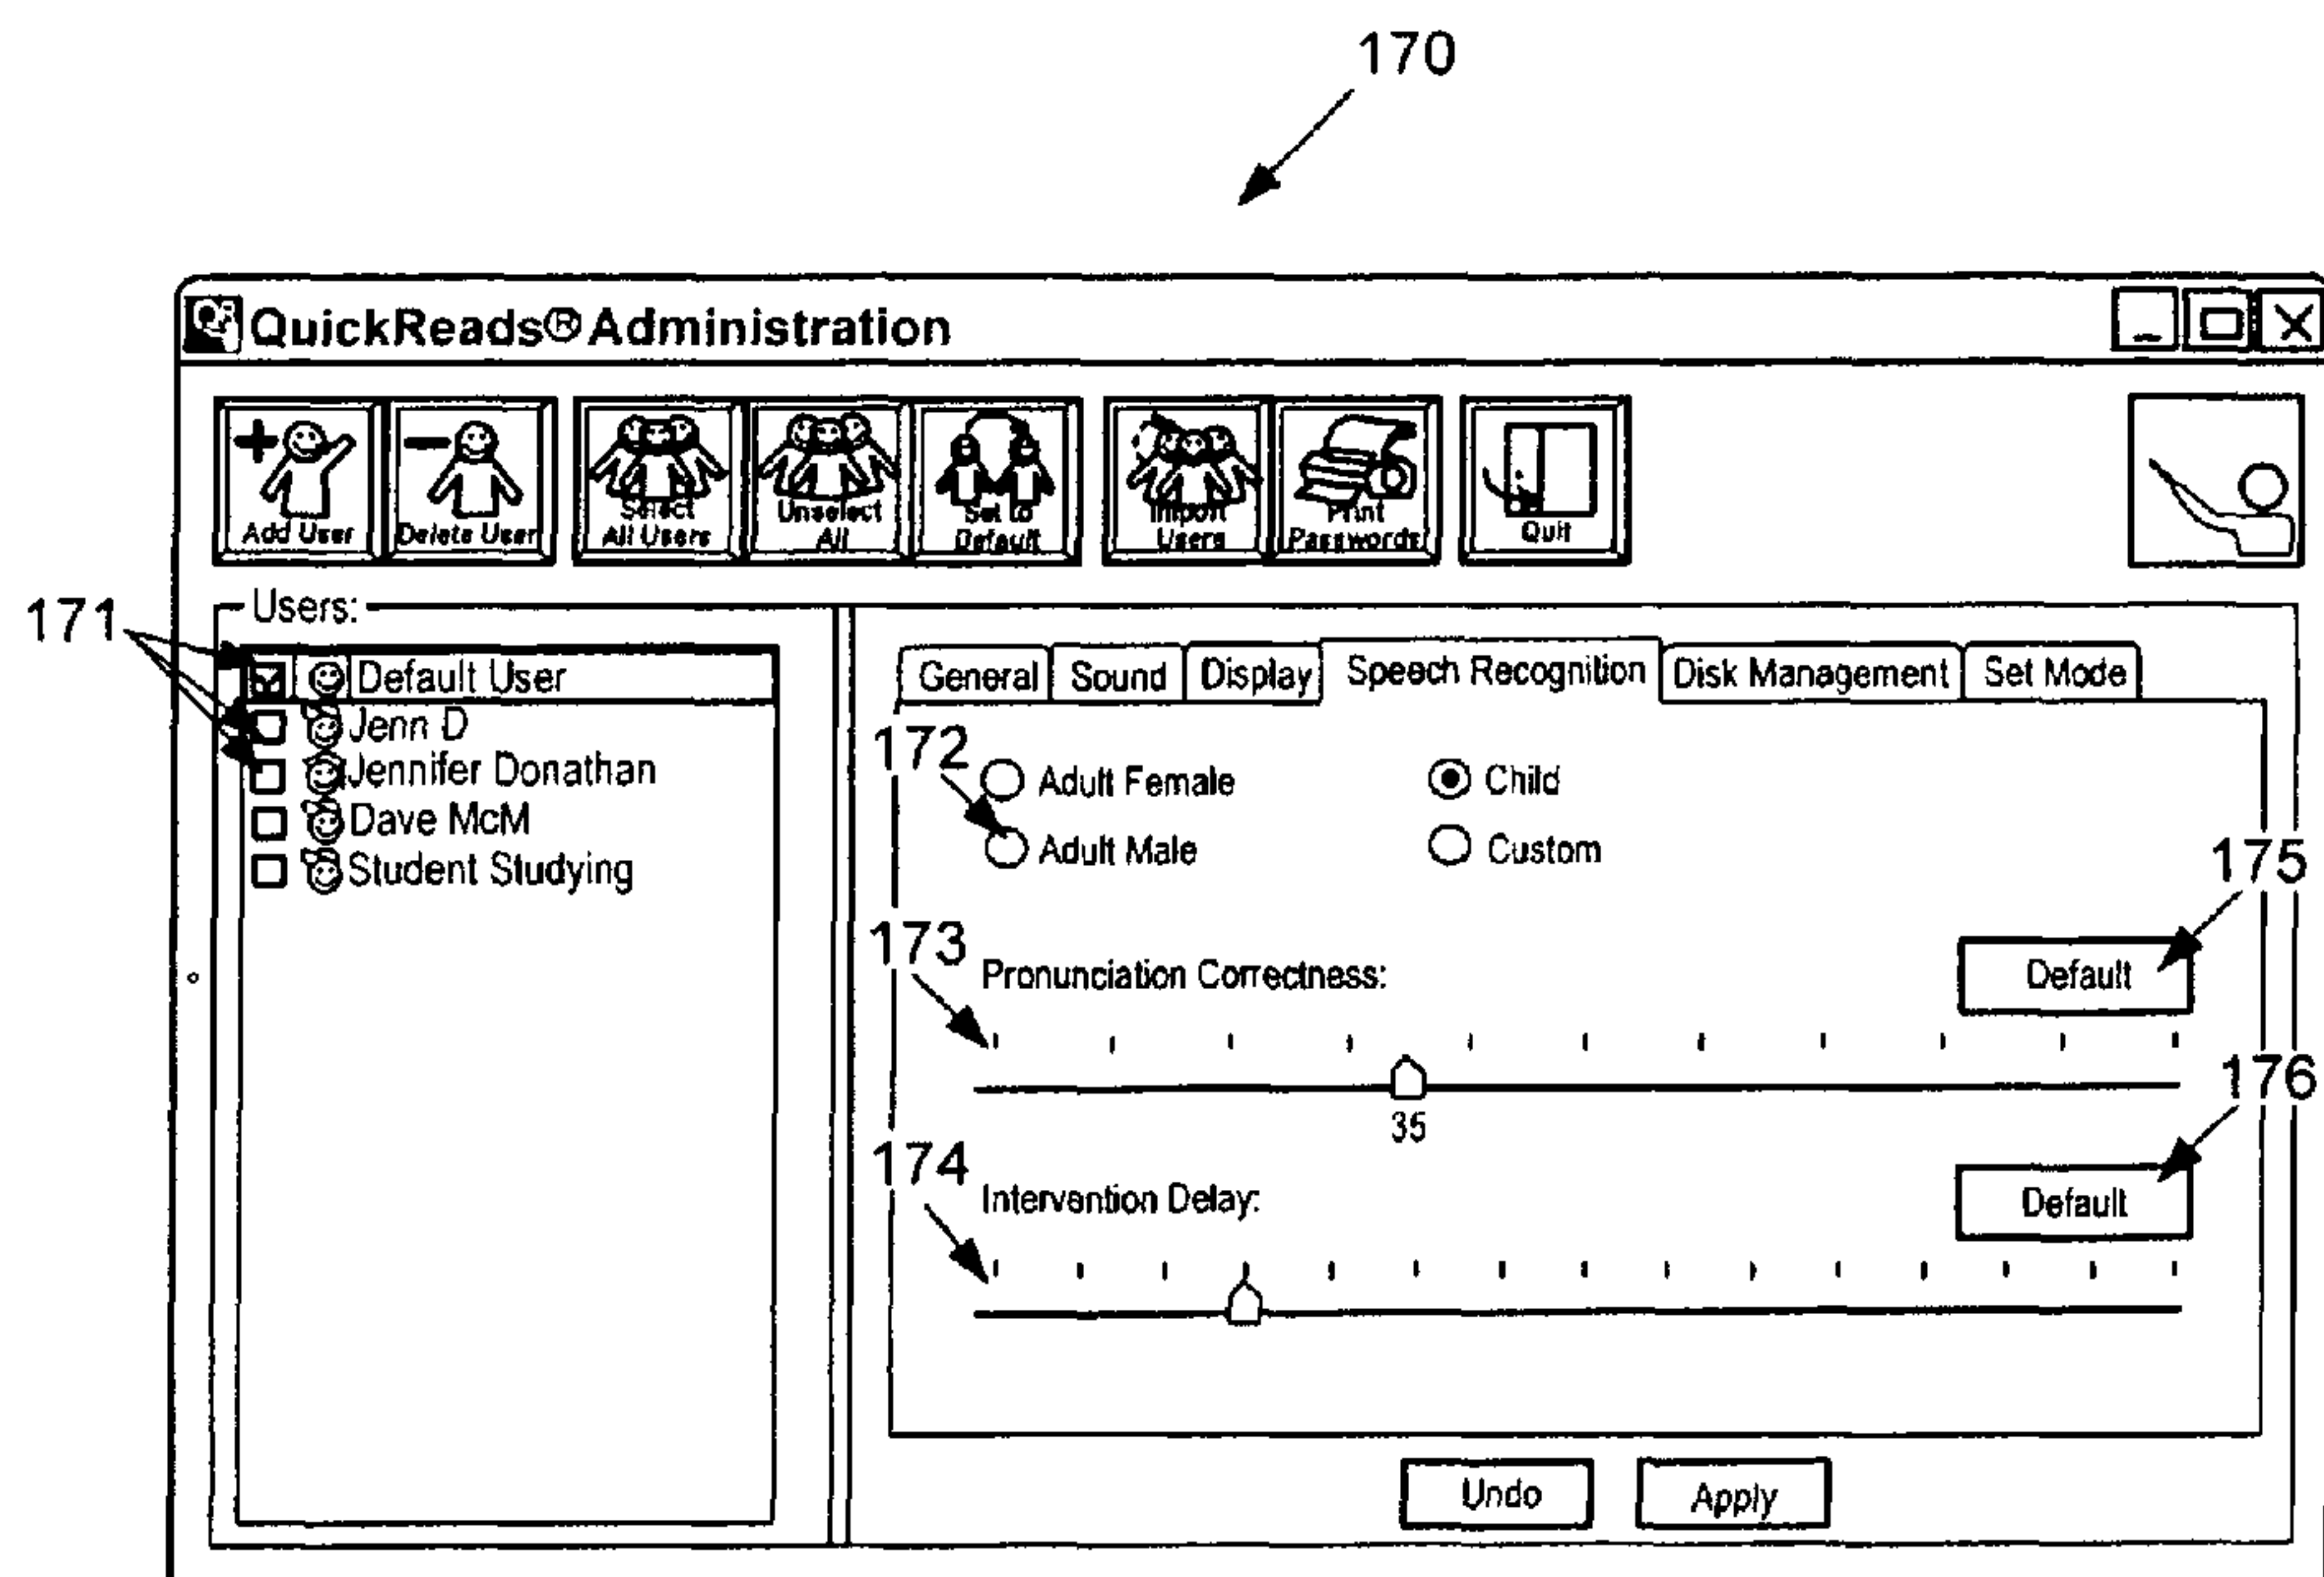 170
QuickReads® Administration
Add User
Delete User
Select All Users
Unselect All
Set to Default
Import Users
Print Passwords
Quit
171
Users:
Default User
Jenn D
Jennifer Donathan
Dave McM
Student Studying
General Sound Display Speech Recognition Disk Management Set Mode
172
Adult Female
Child
Adult Male
Custom
175
173
Pronunciation Correctness:
Default
35
176
174
Intervention Delay:
Default
Undo
Apply